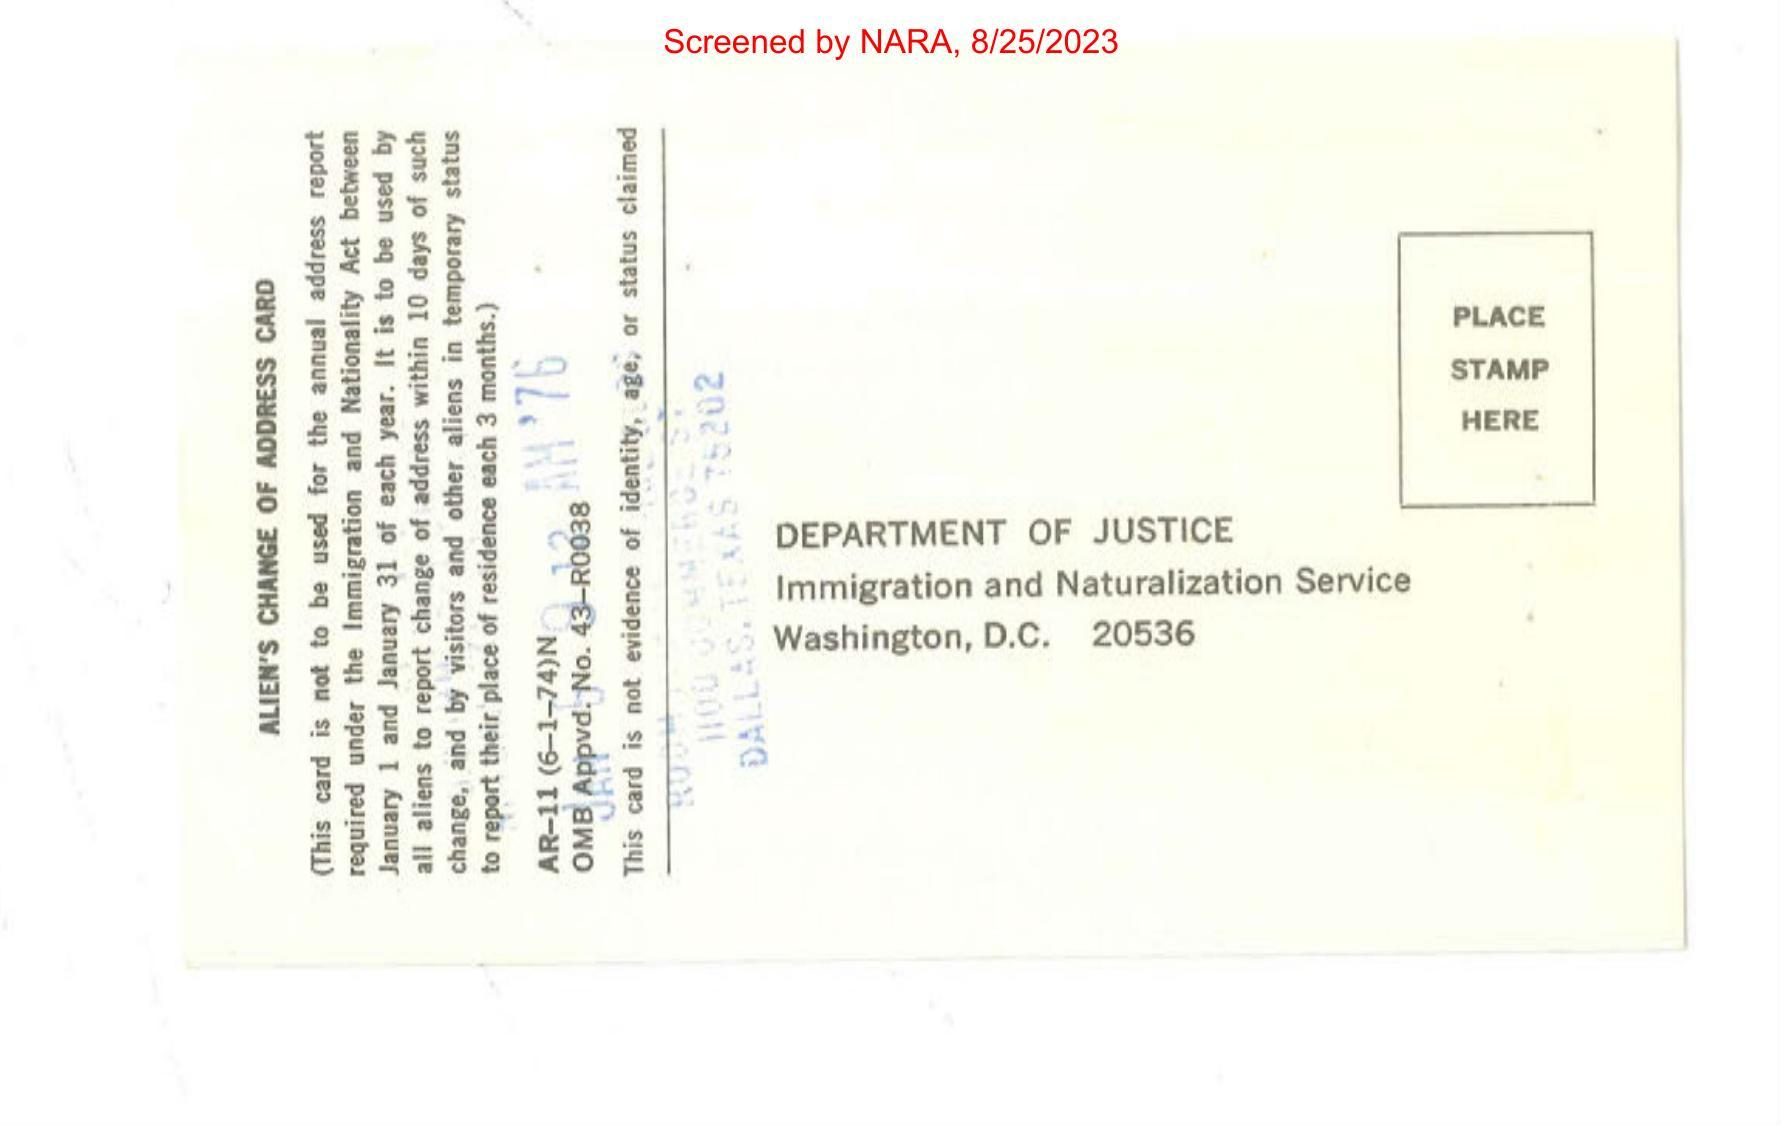 Screened by NARA, 8/25/2023
ALIEN'S CHANGE OF ADDRESS CARD
(This card is not to be used for the annual address report
required under the Immigration and Nationality Act between
January 1 and January 31 of each year. It is to be used by
all aliens to report change of address within 10 days of such
change, and by visitors and other aliens in temporary status
to report their place of residence each 3 months.)
AR-11 (6-1-74)N
OMB Appvd. No. 43-R0038
This card is not evidence of identity, age, or status claimed
JAN
AM '76
1100 COMMERCE ST.
DALLAS, TEXAS 75202
PLACE
STAMP
HERE
DEPARTMENT OF JUSTICE
Immigration and Naturalization Service
Washington, D.C. 20536